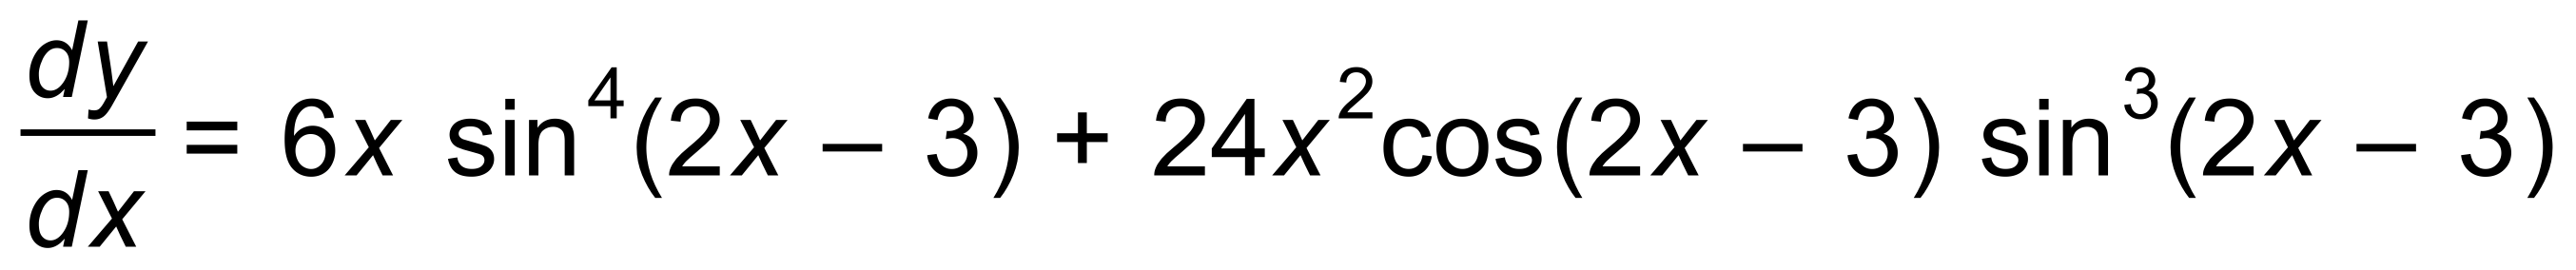 dy/dx = 6x sin⁴(2x – 3) + 24x²cos(2x – 3) sin³(2x – 3)